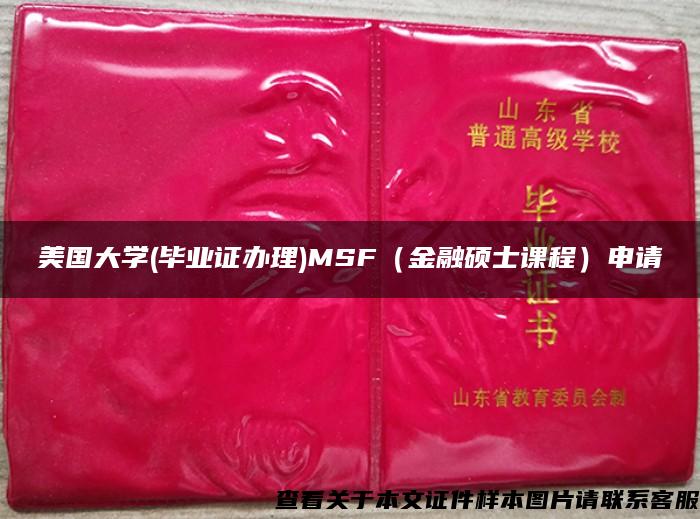 山东省
普通高级学校
毕业证书
美国大学(毕业证办理)MSF（金融硕士课程）申请
山东省教育委员会制
查看关于本文证件样本图片请联系客服